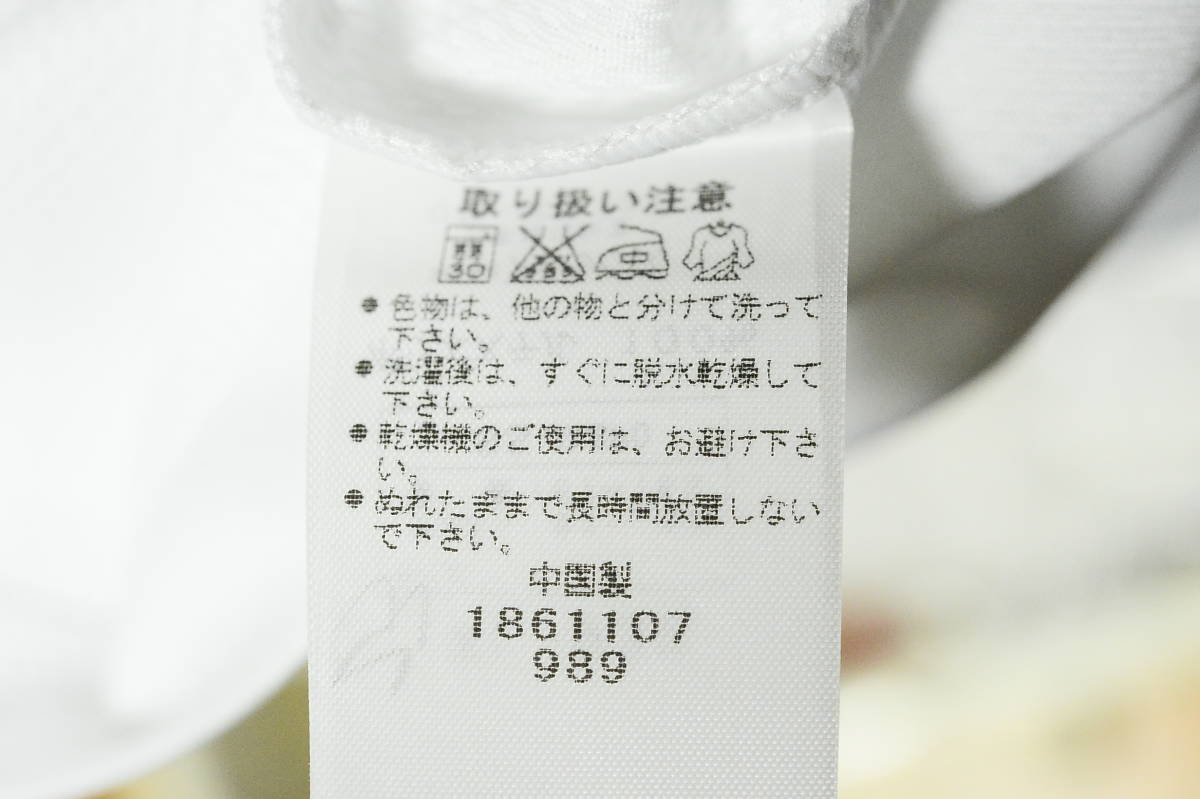 取り扱い注意
30 中
● 色物は、他の物と分けて洗って
下さい。
● 洗濯後は、すぐに脱水乾燥して
下さい。
● 乾燥機のご使用は、お避け下さ
い。
● ぬれたままで長時間放置しない
で下さい。
中国製
1861107
989